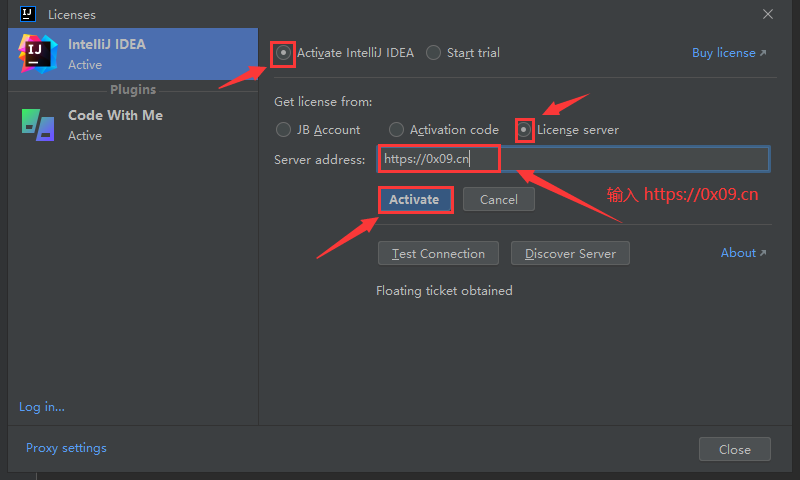 Licenses
IntelliJ IDEA
Active
Plugins
Code With Me
Active
Log in...
Activate IntelliJ IDEA
Start trial
Buy license
Get license from:
JB Account
Activation code
License server
Server address:
https://0x09.cn
输入 https://0x09.cn
Activate
Cancel
Test Connection
Discover Server
About
Floating ticket obtained
Proxy settings
Close